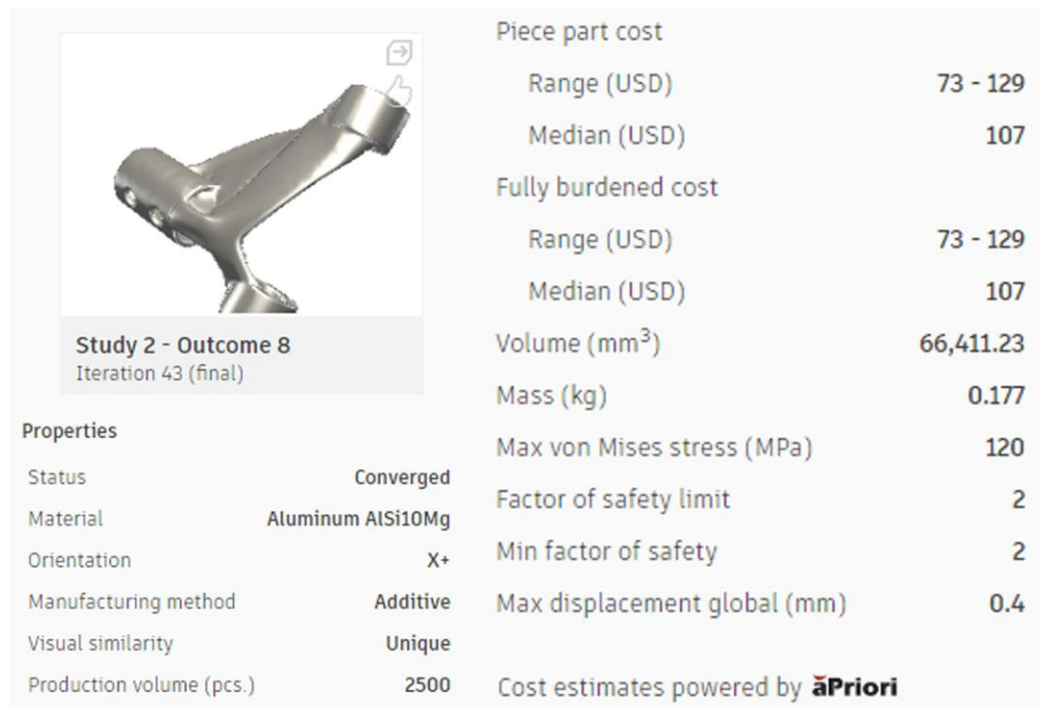 Study 2 - Outcome 8
Iteration 43 (final)
Properties
Status Converged
Material Aluminum AlSi10Mg
Orientation X+
Manufacturing method Additive
Visual similarity Unique
Production volume (pcs.) 2500
Piece part cost
Range (USD) 73 - 129
Median (USD) 107
Fully burdened cost
Range (USD) 73 - 129
Median (USD) 107
Volume (mm³) 66,411.23
Mass (kg) 0.177
Max von Mises stress (MPa) 120
Factor of safety limit 2
Min factor of safety 2
Max displacement global (mm) 0.4
Cost estimates powered by āPriori